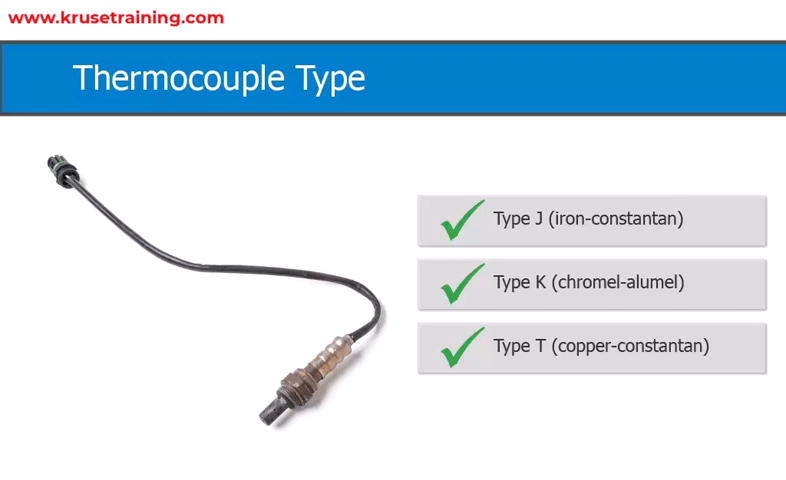 www.krusetraining.com
Thermocouple Type
Type J (iron-constantan)
Type K (chromel-alumel)
Type T (copper-constantan)